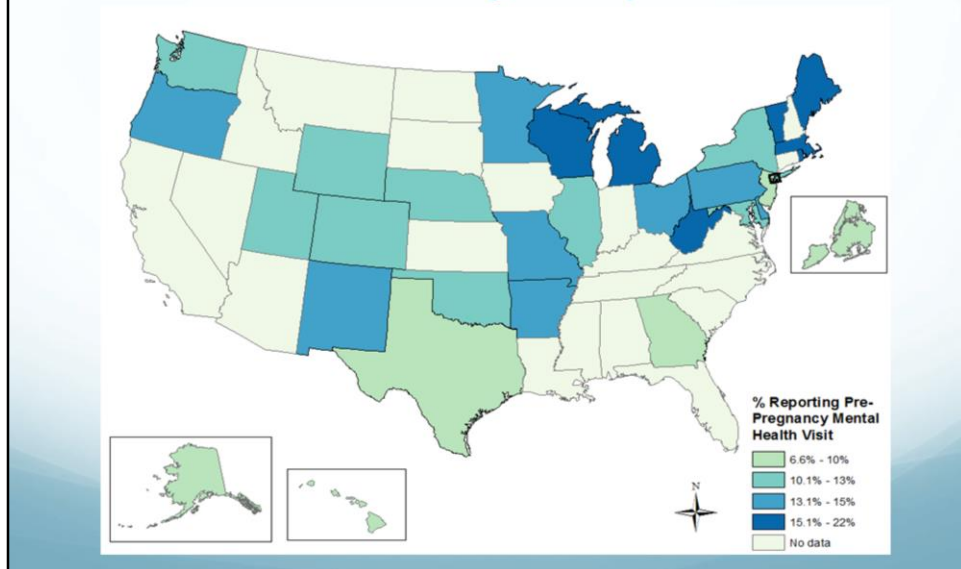 N
% Reporting Pre-
Pregnancy Mental
Health Visit
6.6% - 10%
10.1% - 13%
13.1% - 15%
15.1% - 22%
No data